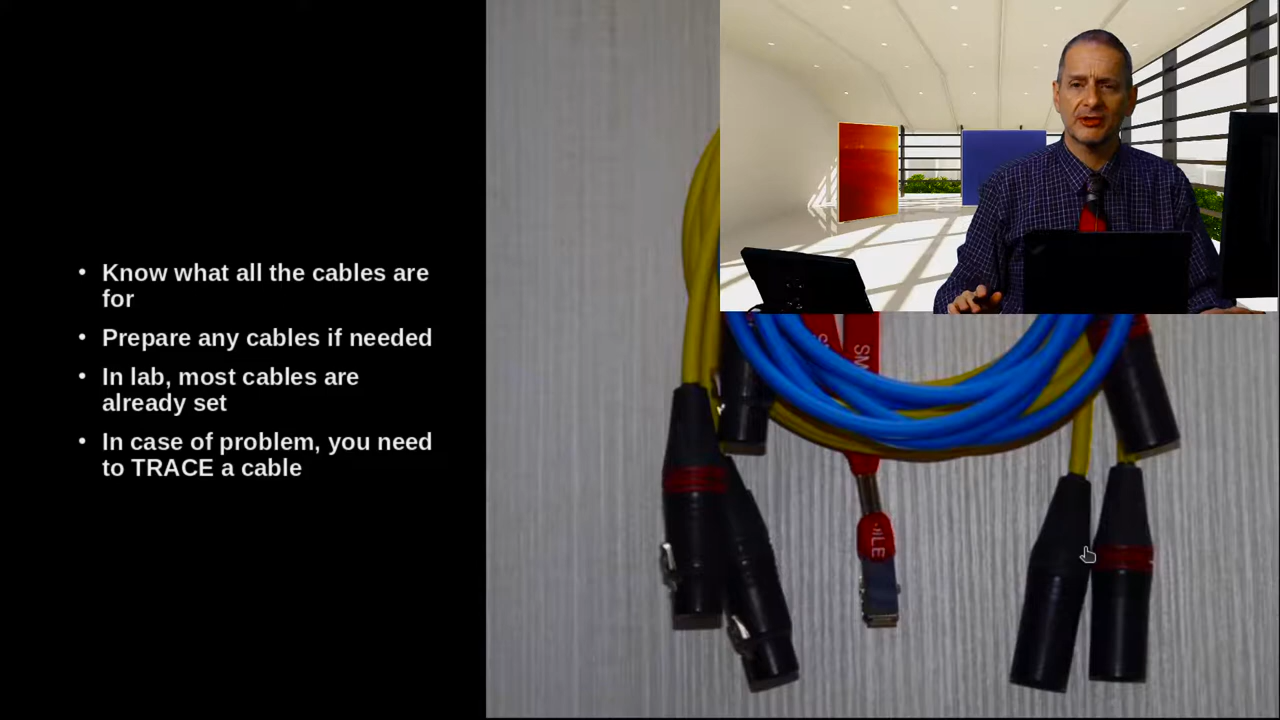 • Know what all the cables are
for
• Prepare any cables if needed
• In lab, most cables are
already set
• In case of problem, you need
to TRACE a cable
SM